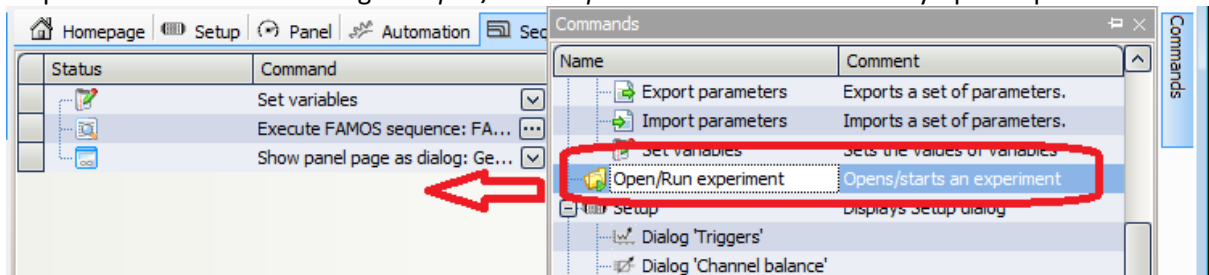 Homepage Setup Panel Automation Seq
Commands
Status Command
Set variables
Execute FAMOS sequence: FA...
Show panel page as dialog: Ge...
Name Comment
Export parameters Exports a set of parameters.
Import parameters Imports a set of parameters.
Set variables Sets the values of variables
Open/Run experiment Opens/starts an experiment
Setup Displays Setup dialog
Dialog 'Triggers'
Dialog 'Channel balance'
Commands